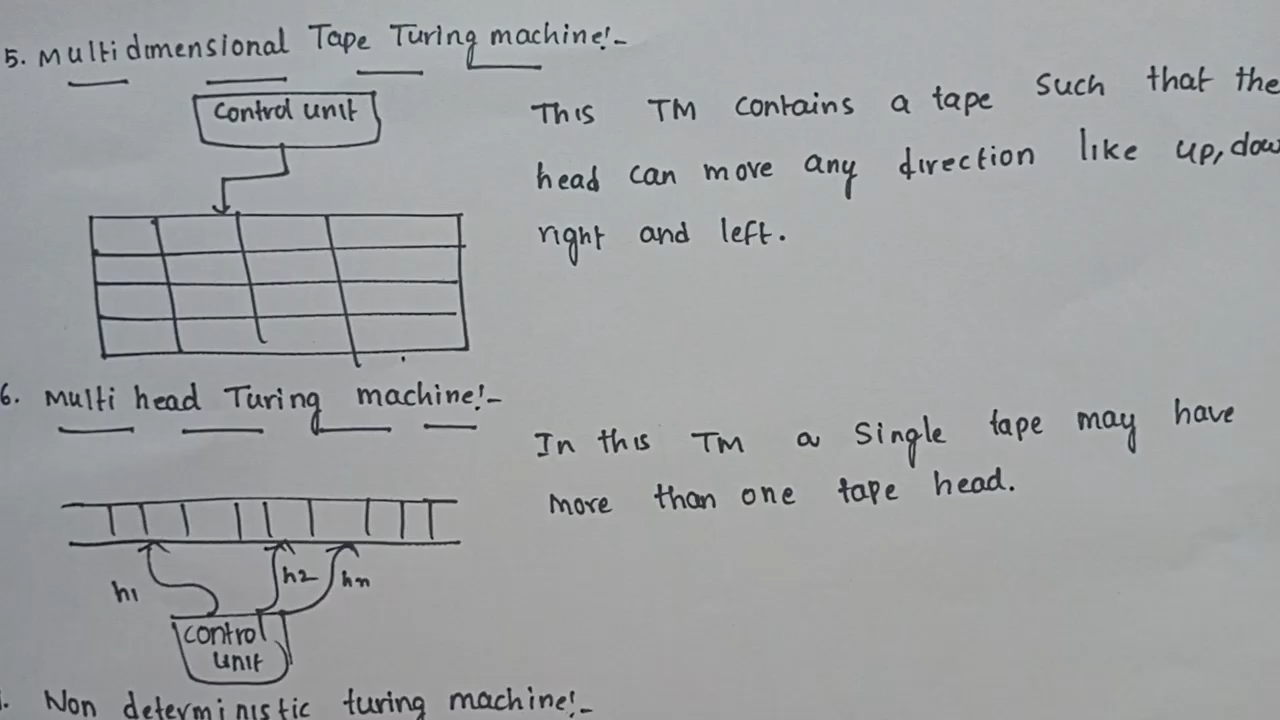 5. Multidimensional Tape Turing machine!-
control unit
This TM contains a tape such that the
head can move any direction like up, dow
right and left.
6. Multi head Turing machine!-
In this TM a single tape may have
more than one tape head.
h1 h2 hn
control
unit
. Non deterministic turing machine!-